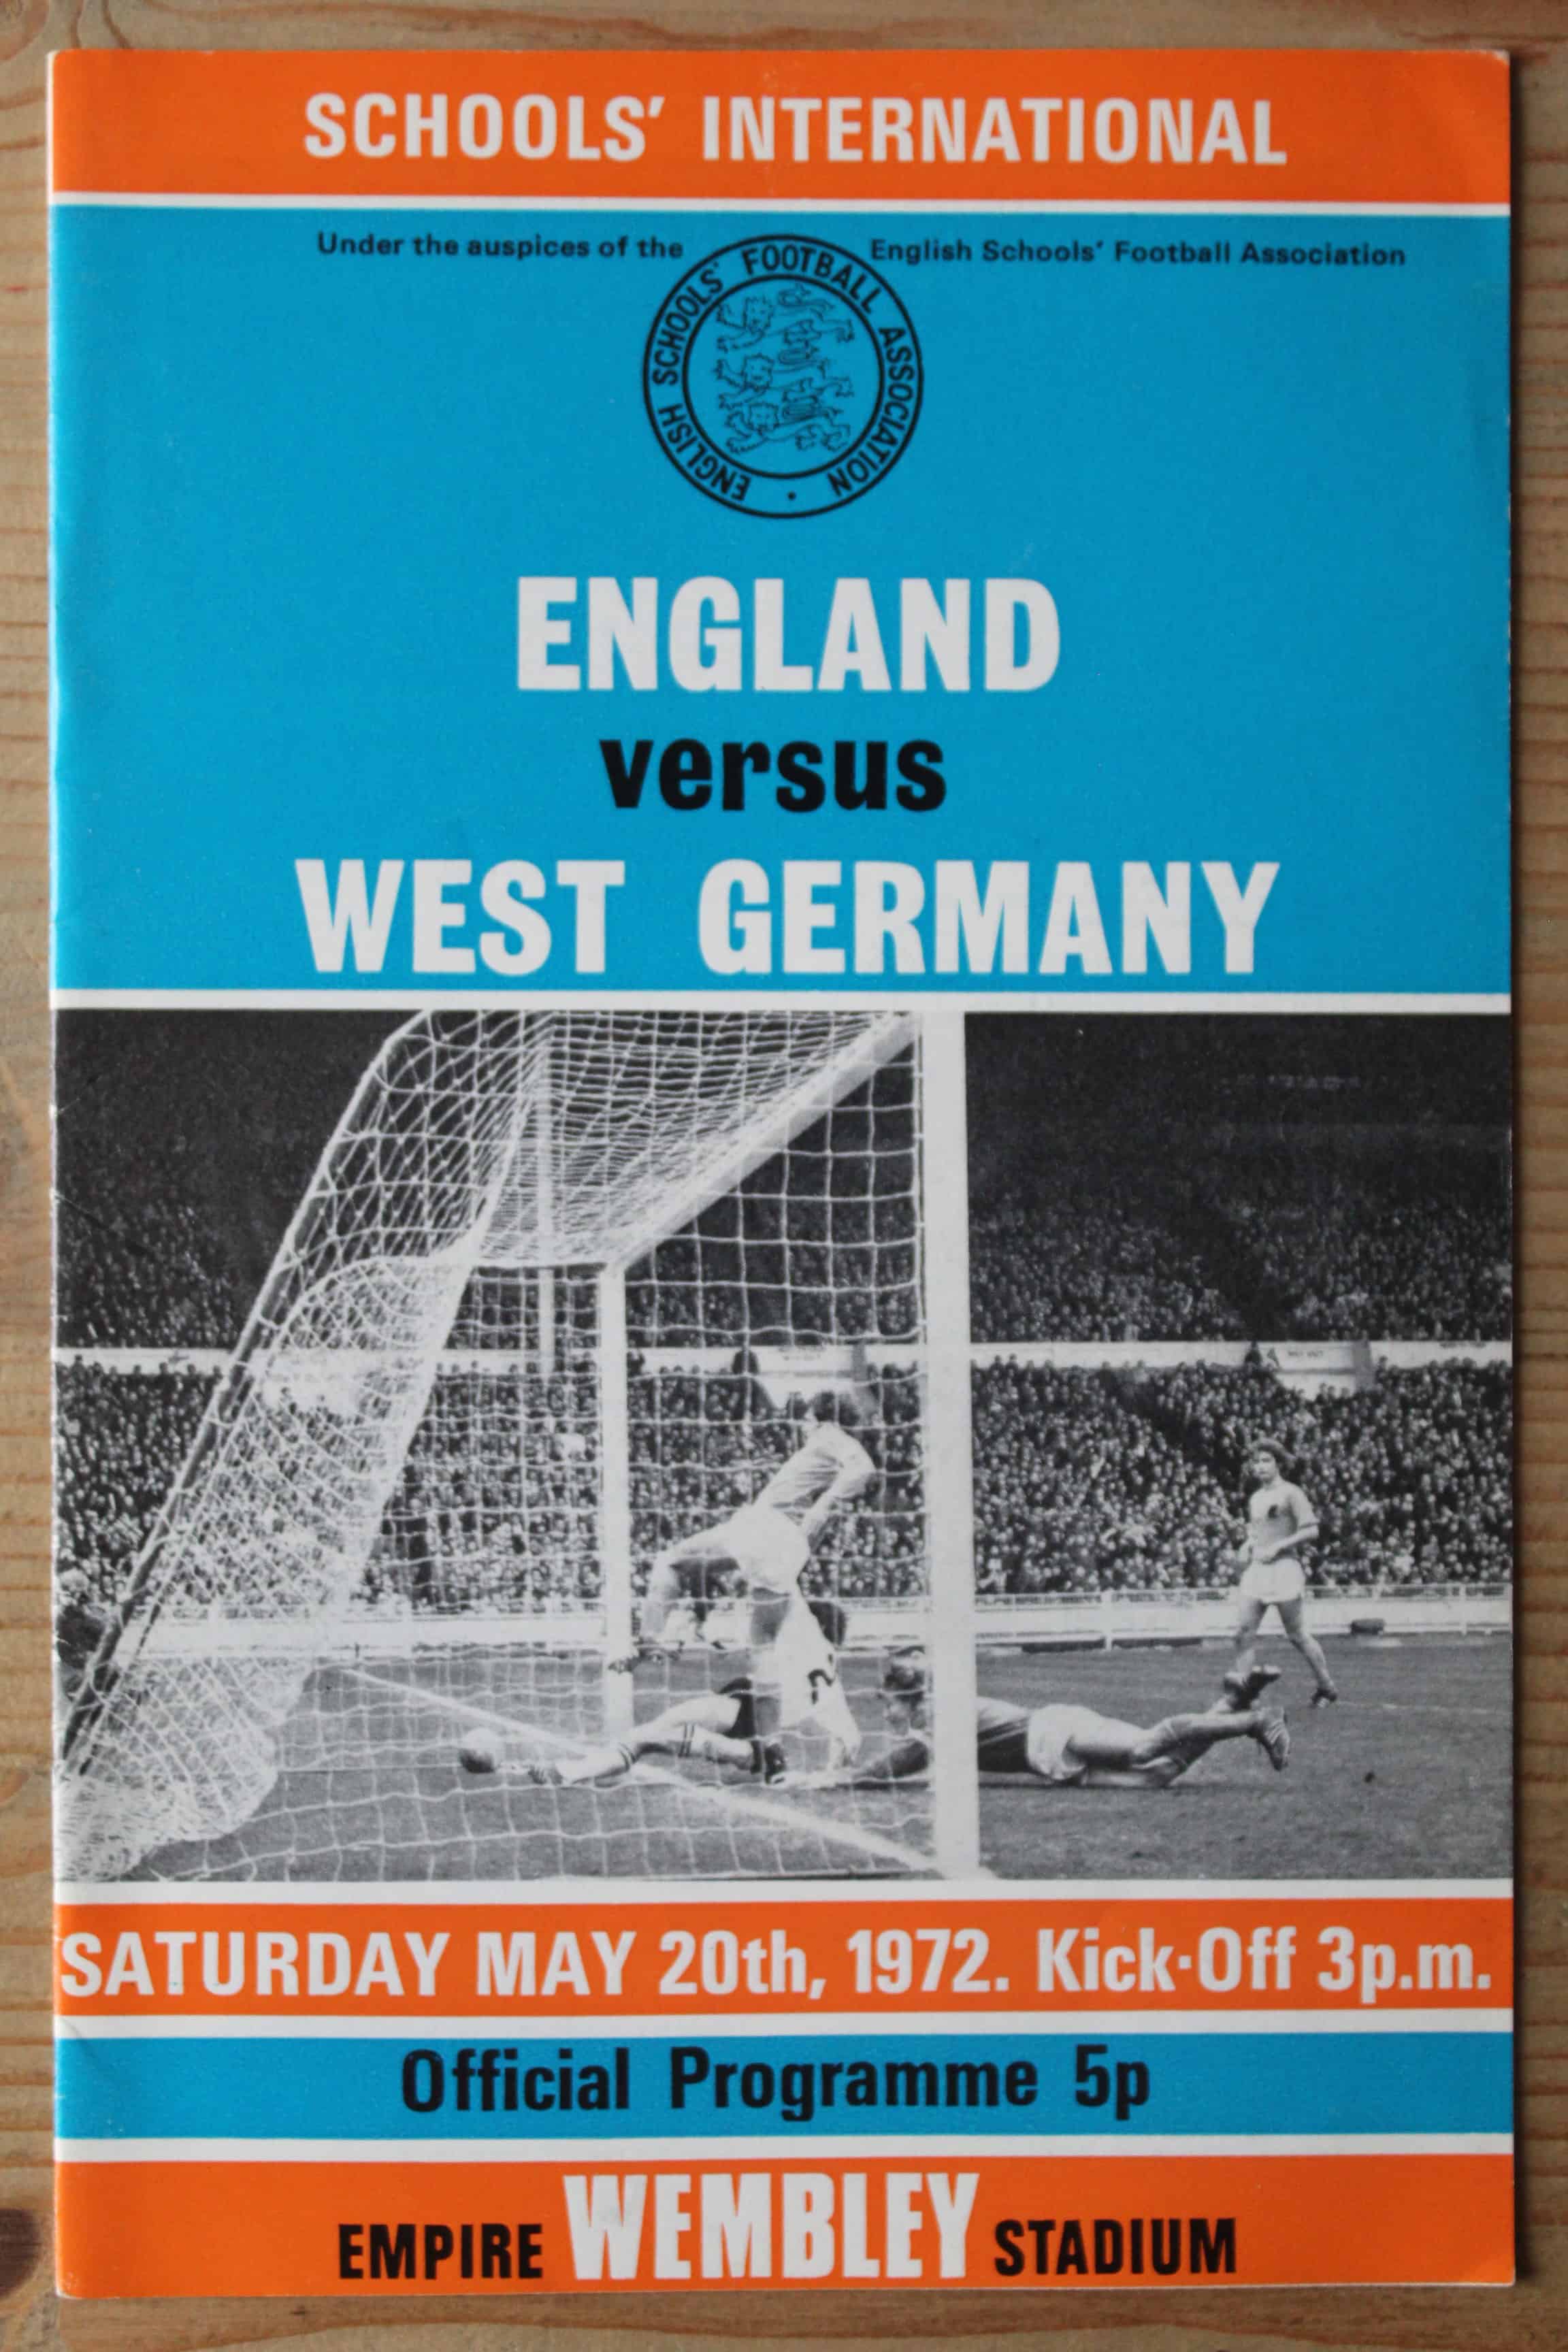 SCHOOLS' INTERNATIONAL
Under the auspices of the English Schools' Football Association
ENGLISH SCHOOLS' FOOTBALL ASSOCIATION •
ENGLAND
versus
WEST GERMANY
SATURDAY MAY 20th, 1972. Kick-Off 3p.m.
Official Programme 5p
EMPIRE WEMBLEY STADIUM